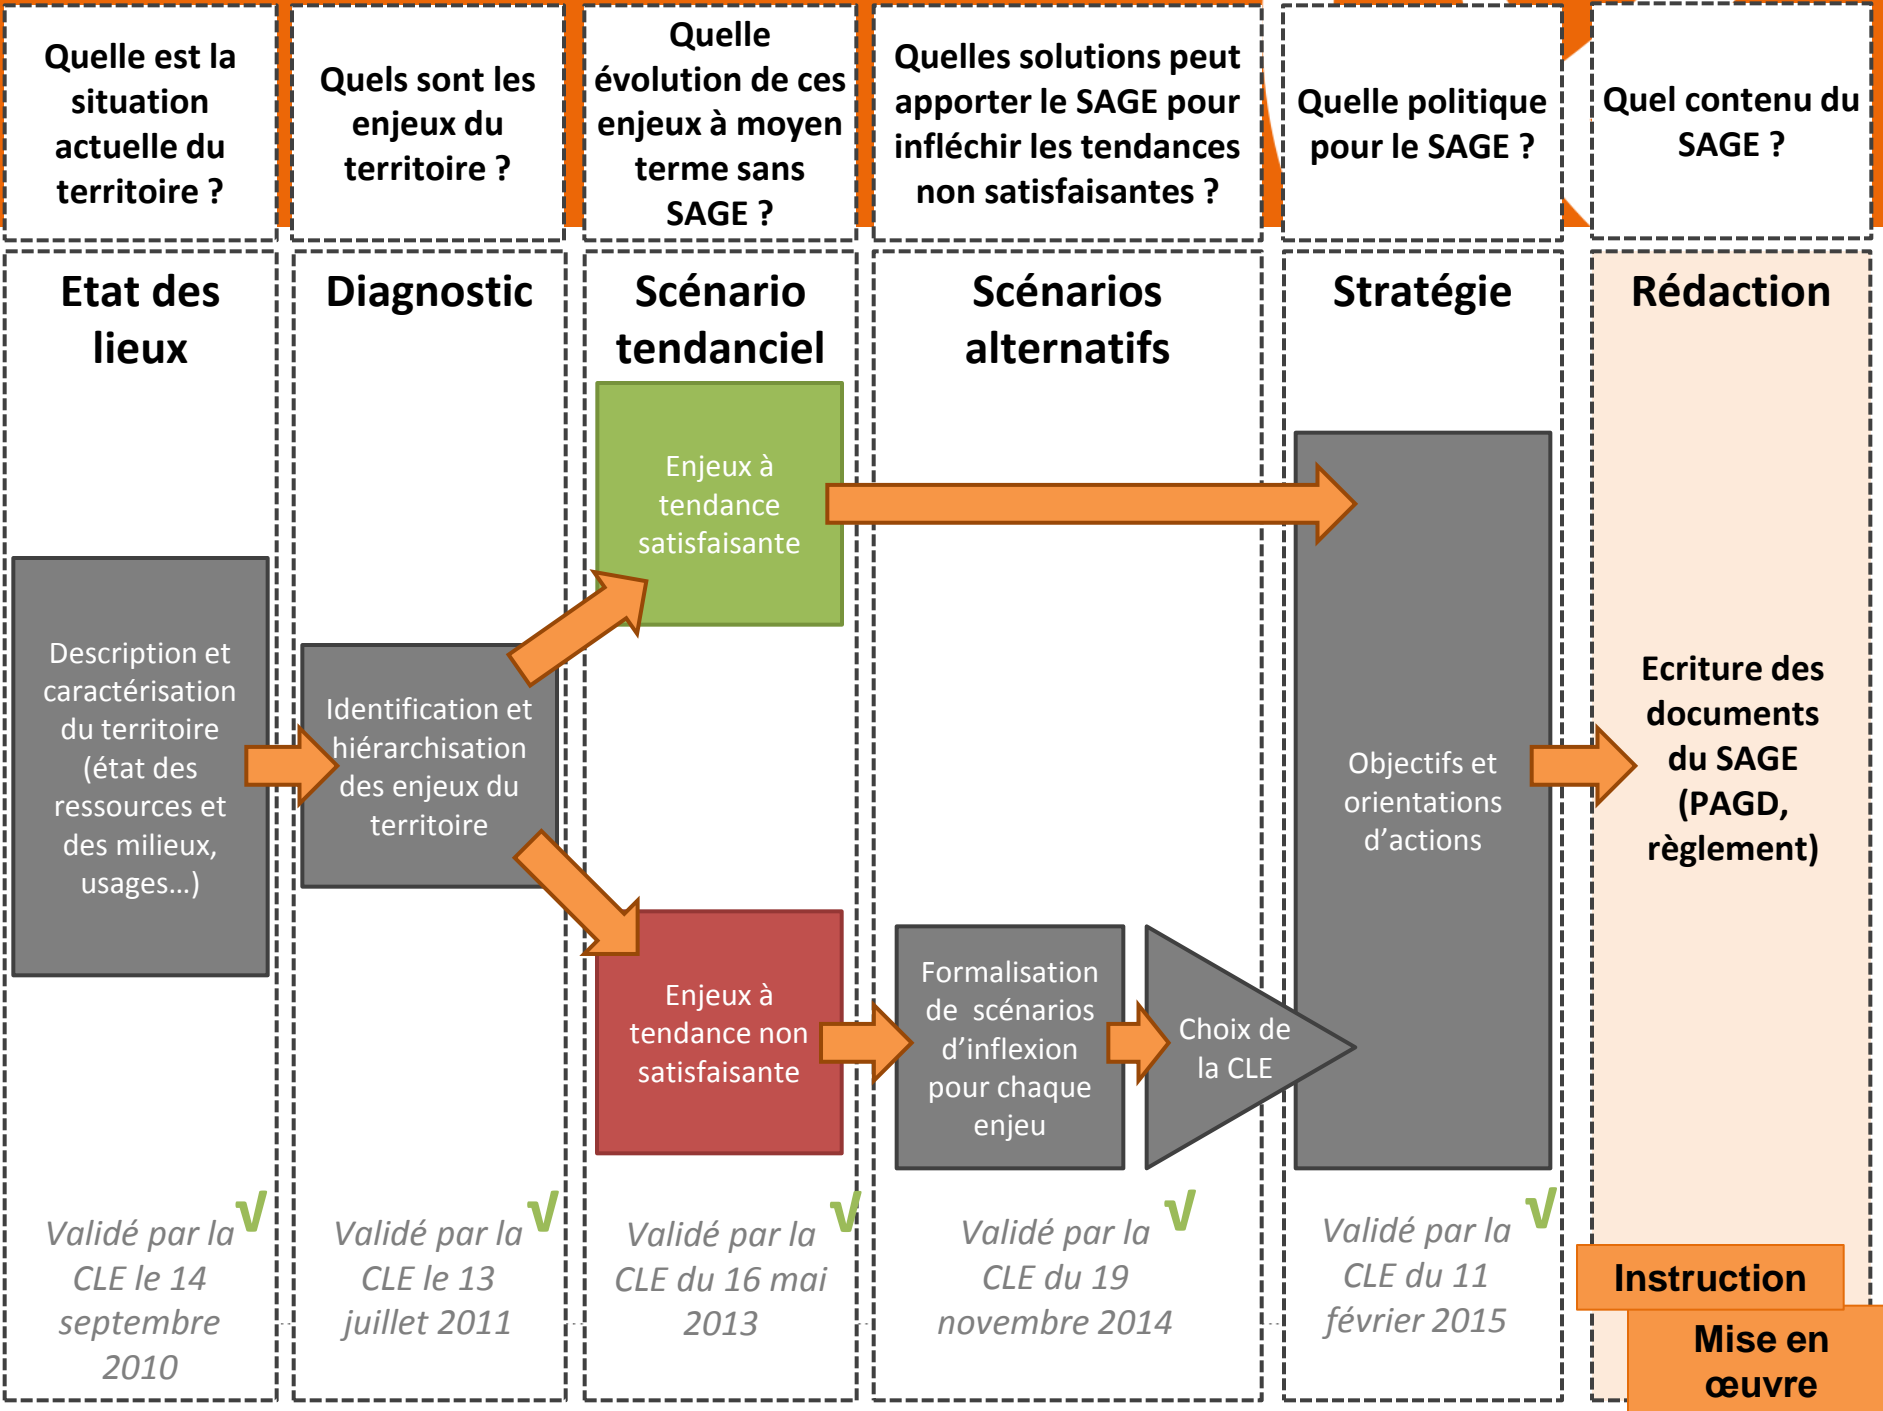 Quelle est la
situation
actuelle du
territoire ?
Quels sont les
enjeux du
territoire ?
Quelle
évolution de ces
enjeux à moyen
terme sans
SAGE ?
Quelles solutions peut
apporter le SAGE pour
infléchir les tendances
non satisfaisantes ?
Quelle politique
pour le SAGE ?
Quel contenu du
SAGE ?
Etat des
lieux
Description et
caractérisation
du territoire
(état des
ressources et
des milieux,
usages…)
√
Validé par la
CLE le 14
septembre
2010
Diagnostic
Identification et
hiérarchisation
des enjeux du
territoire
√
Validé par la
CLE le 13
juillet 2011
Scénario
tendanciel
Enjeux à
tendance
satisfaisante
Enjeux à
tendance non
satisfaisante
√
Validé par la
CLE du 16 mai
2013
Scénarios
alternatifs
Formalisation
de  scénarios
d’inflexion
pour chaque
enjeu
Choix de
la CLE
√
Validé par la
CLE du 19
novembre 2014
Stratégie
Objectifs et
orientations
d’actions
√
Validé par la
CLE du 11
février 2015
Rédaction
Ecriture des
documents
du SAGE
(PAGD,
règlement)
Instruction
Mise en
œuvre